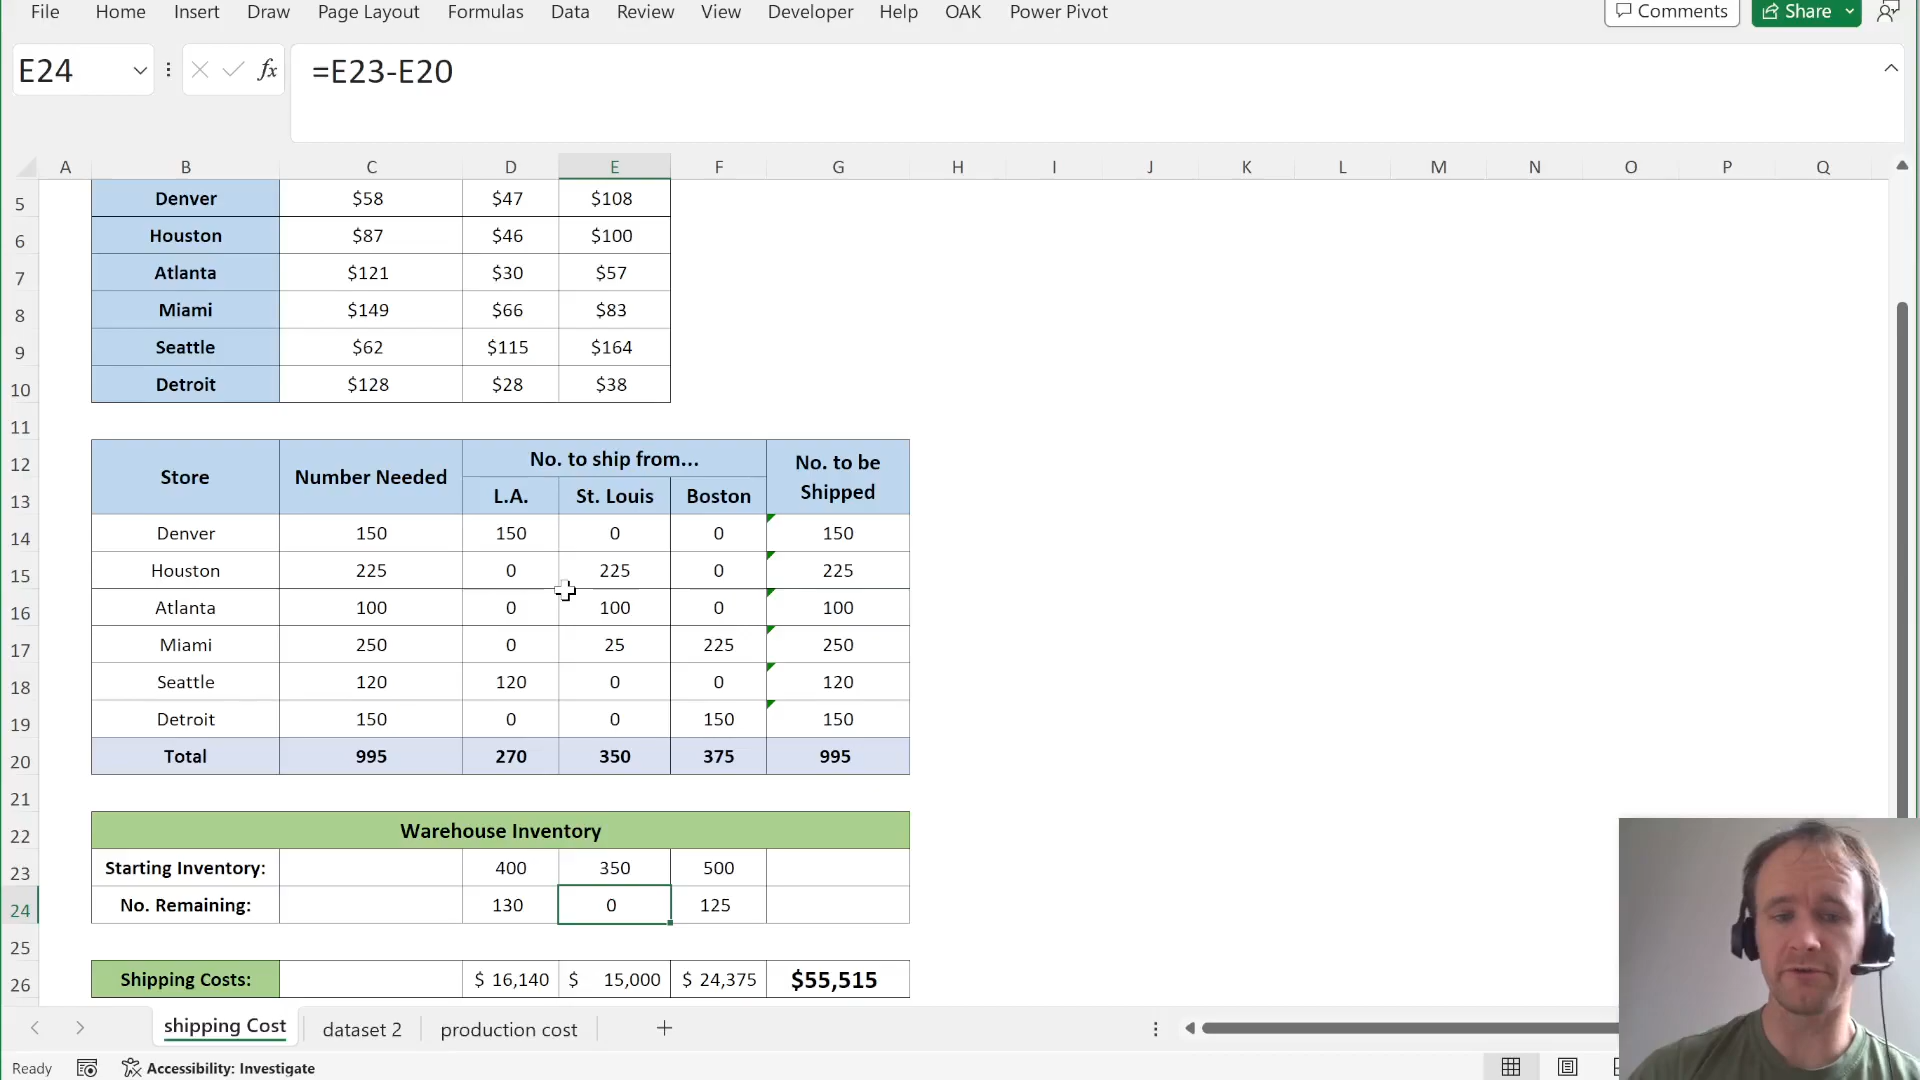 File Home Insert Draw Page Layout Formulas Data Review View Developer Help OAK Power Pivot Comments Share
E24 fx =E23-E20
A B C D E F G H I J K L M N O P Q
5 Denver $58 $47 $108
6 Houston $87 $46 $100
7 Atlanta $121 $30 $57
8 Miami $149 $66 $83
9 Seattle $62 $115 $164
10 Detroit $128 $28 $38
11
12 Store Number Needed No. to ship from... No. to be
13 L.A. St. Louis Boston Shipped
14 Denver 150 150 0 0 150
15 Houston 225 0 225 0 225
16 Atlanta 100 0 100 0 100
17 Miami 250 0 25 225 250
18 Seattle 120 120 0 0 120
19 Detroit 150 0 0 150 150
20 Total 995 270 350 375 995
21
22 Warehouse Inventory
23 Starting Inventory: 400 350 500
24 No. Remaining: 130 0 125
25
26 Shipping Costs: $ 16,140 $ 15,000 $ 24,375 $55,515
shipping Cost dataset 2 production cost
Ready Accessibility: Investigate